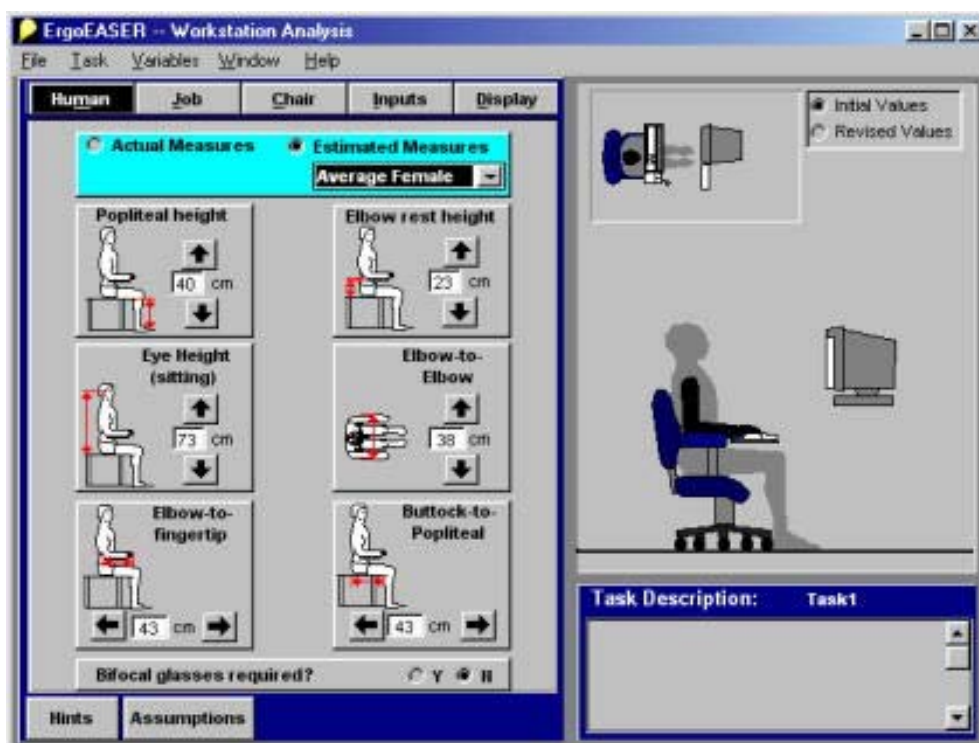 ErgoEASER -- Workstation Analysis
File Task Variables Window Help
Human Job Chair Inputs Display
Initial Values
Revised Values
Actual Measures Estimated Measures
Average Female
Popliteal height
40 cm
Elbow rest height
23 cm
Eye Height
(sitting)
73 cm
Elbow-to-
Elbow
38 cm
Elbow-to-
fingertip
43 cm
Buttock-to-
Popliteal
43 cm
Bifocal glasses required? Y N
Hints Assumptions
Task Description: Task1